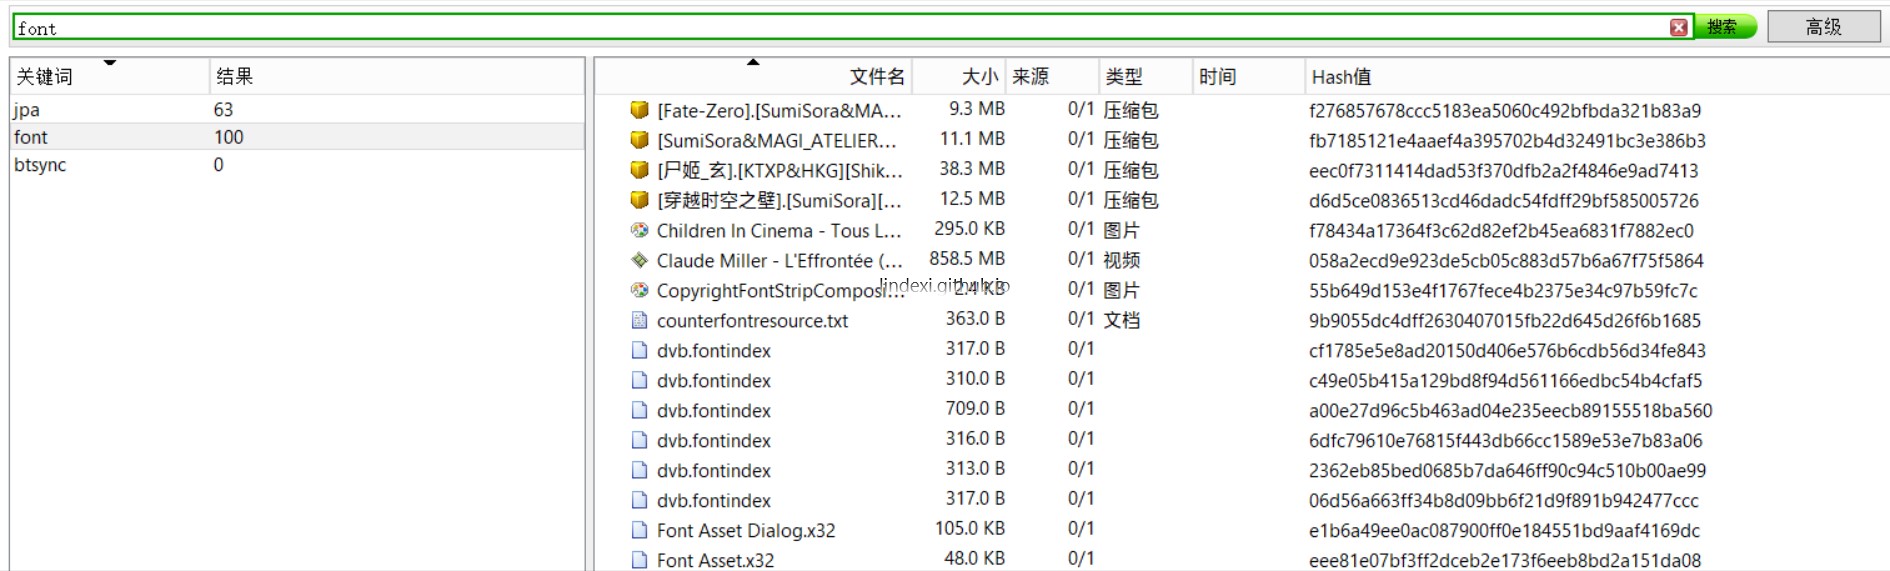 font 搜索 高级
关键词 结果
jpa 63
font 100
btsync 0
文件名 大小 来源 类型 时间 Hash值
[Fate-Zero].[SumiSora&MA... 9.3 MB 0/1 压缩包 f276857678ccc5183ea5060c492bfbda321b83a9
[SumiSora&MAGI_ATELIER... 11.1 MB 0/1 压缩包 fb7185121e4aaef4a395702b4d32491bc3e386b3
[尸姬_玄].[KTXP&HKG][Shik... 38.3 MB 0/1 压缩包 eec0f7311414dad53f370dfb2a2f4846e9ad7413
[穿越时空之壁].[SumiSora][... 12.5 MB 0/1 压缩包 d6d5ce0836513cd46dadc54fdff29bf585005726
Children In Cinema - Tous L... 295.0 KB 0/1 图片 f78434a17364f3c62d82ef2b45ea6831f7882ec0
Claude Miller - L'Effrontée (... 858.5 MB 0/1 视频 058a2ecd9e923de5cb05c883d57b6a67f75f5864
lindexi.github.io
CopyrightFontStripComposi... 2.4 KB 0/1 图片 55b649d153e4f1767fece4b2375e34c97b59fc7c
counterfontresource.txt 363.0 B 0/1 文档 9b9055dc4dff2630407015fb22d645d26f6b1685
dvb.fontindex 317.0 B 0/1 cf1785e5e8ad20150d406e576b6cdb56d34fe843
dvb.fontindex 310.0 B 0/1 c49e05b415a129bd8f94d561166edbc54b4cfaf5
dvb.fontindex 709.0 B 0/1 a00e27d96c5b463ad04e235eecb89155518ba560
dvb.fontindex 316.0 B 0/1 6dfc79610e76815f443db66cc1589e53e7b83a06
dvb.fontindex 313.0 B 0/1 2362eb85bed0685b7da646ff90c94c510b00ae99
dvb.fontindex 317.0 B 0/1 06d56a663ff34b8d09bb6f21d9f891b942477ccc
Font Asset Dialog.x32 105.0 KB 0/1 e1b6a49ee0ac087900ff0e184551bd9aaf4169dc
Font Asset.x32 48.0 KB 0/1 eee81e07bf3ff2dceb2e173f6eeb8bd2a151da08